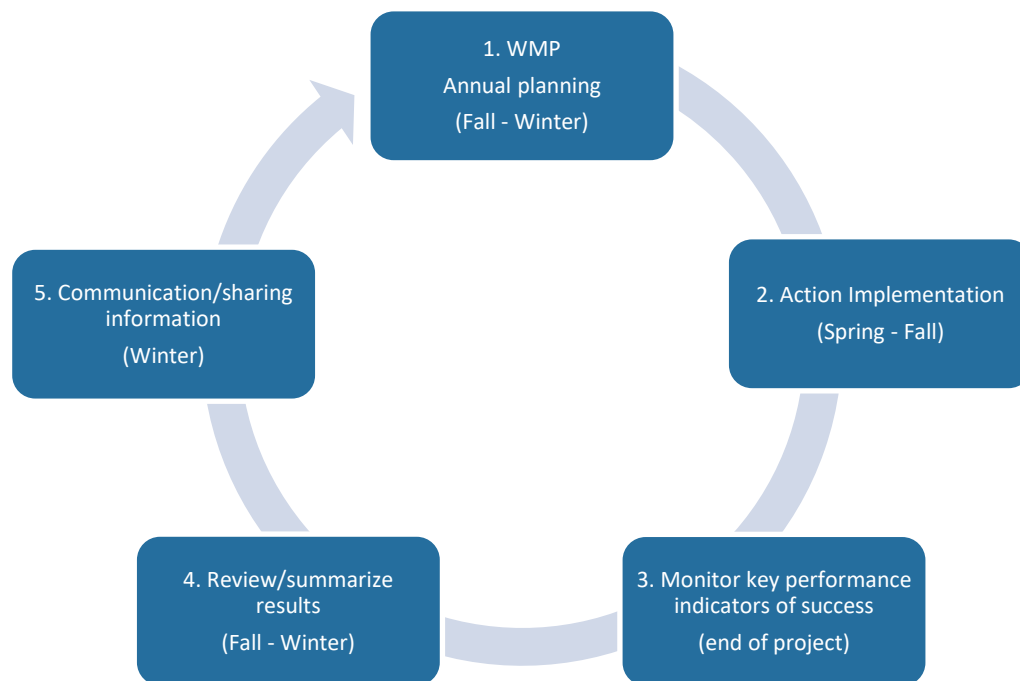 1. WMP
Annual planning
(Fall - Winter)
2. Action Implementation
(Spring - Fall)
3. Monitor key performance
indicators of success
(end of project)
4. Review/summarize
results
(Fall - Winter)
5. Communication/sharing
information
(Winter)